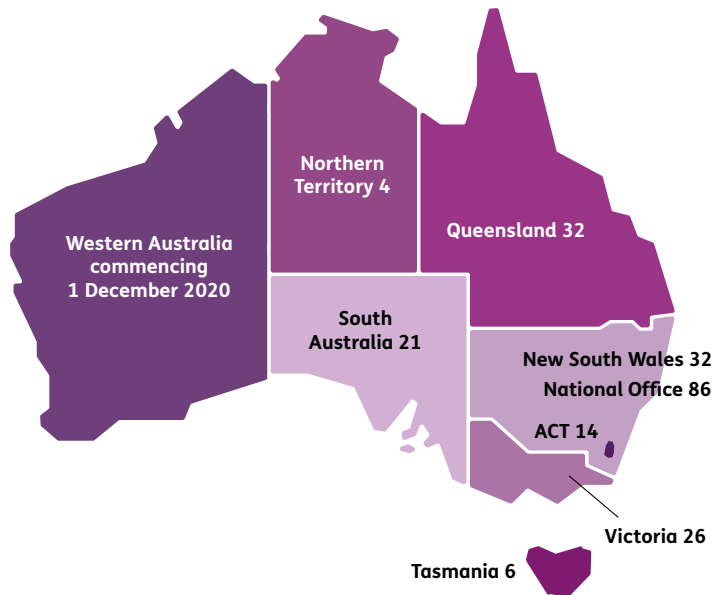 Northern
Territory 4
Queensland 32
Western Australia
commencing
1 December 2020
South
Australia 21
New South Wales 32
National Office 86
ACT 14
Victoria 26
Tasmania 6